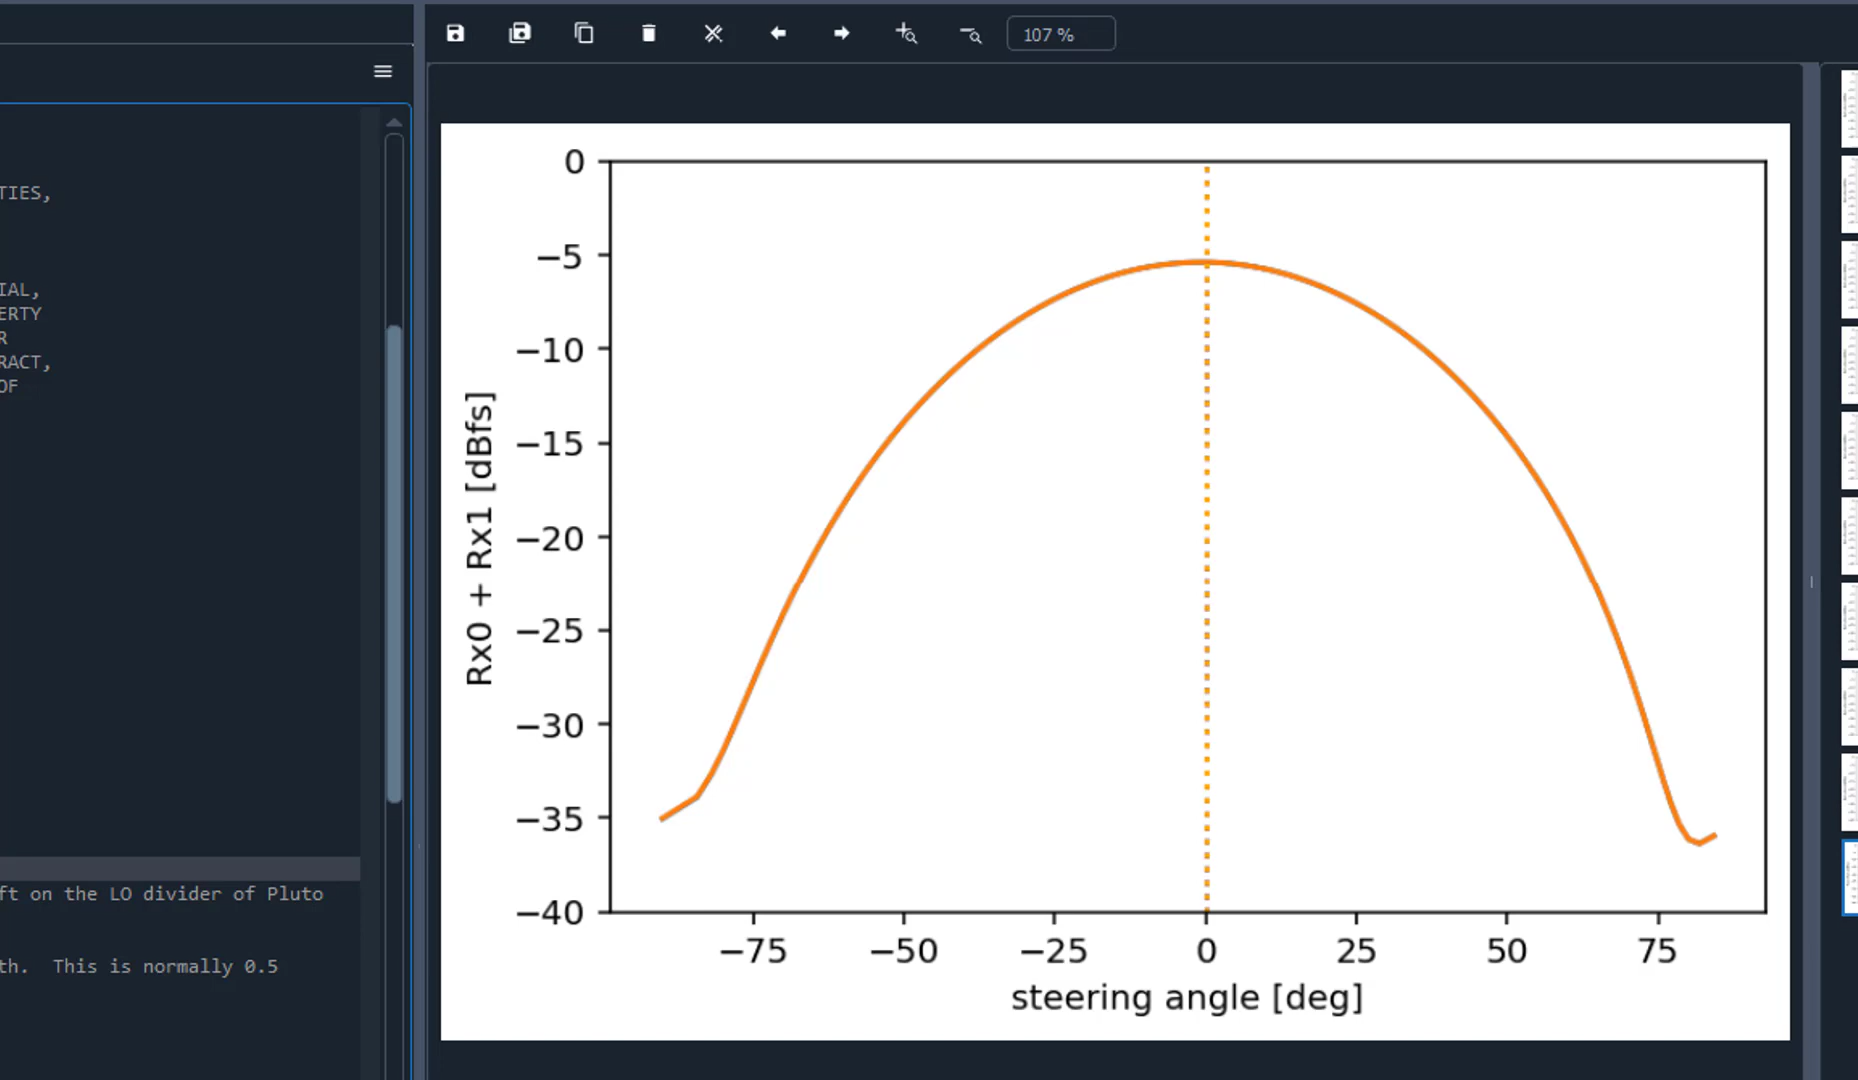 TIES,
IAL,
ERTY
R
RACT,
OF
ft on the LO divider of Pluto
th.  This is normally 0.5
107 %
0
−5
−10
−15
−20
−25
−30
−35
−40
Rx0 + Rx1 [dBfs]
−75 −50 −25 0 25 50 75
steering angle [deg]